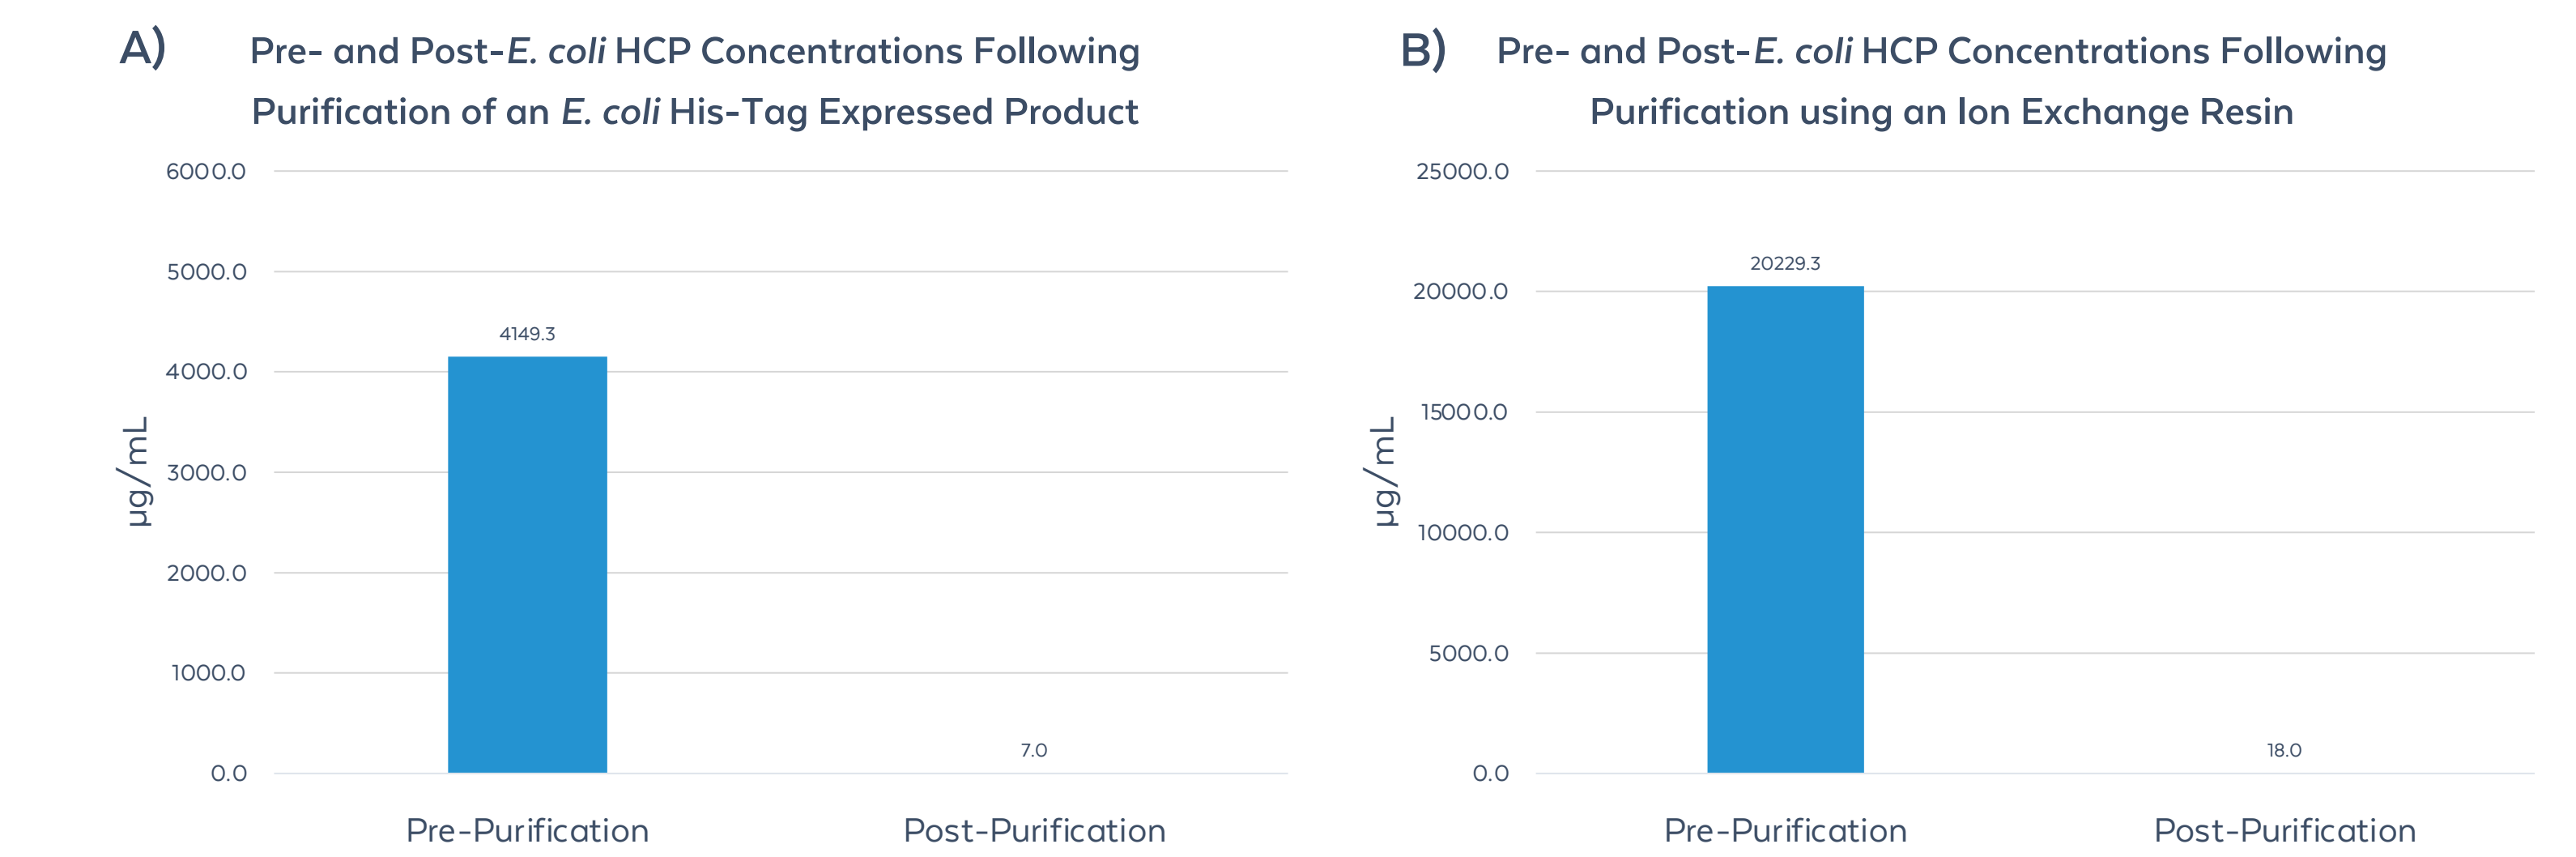 A)
Pre- and Post-E. coli HCP Concentrations Following
Purification of an E. coli His-Tag Expressed Product
6000.0
5000.0
4149.3
4000.0
3000.0
2000.0
1000.0
7.0
0.0
µg/mL
Pre-Purification
Post-Purification
B)
Pre- and Post-E. coli HCP Concentrations Following
Purification using an Ion Exchange Resin
25000.0
20229.3
20000.0
15000.0
10000.0
5000.0
18.0
0.0
µg/mL
Pre-Purification
Post-Purification